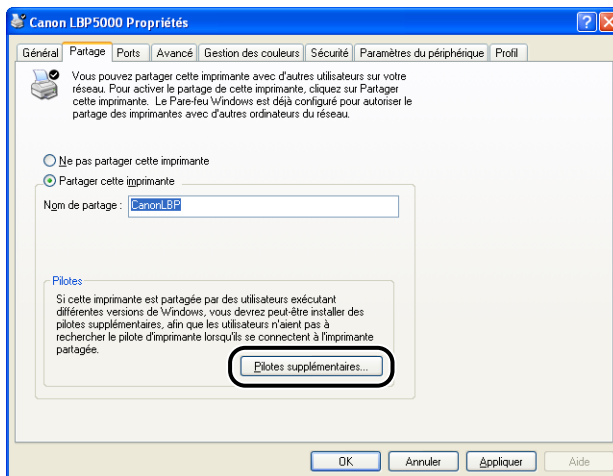 Canon LBP5000 Propriétés
Général Partage Ports Avancé Gestion des couleurs Sécurité Paramètres du périphérique Profil
Vous pouvez partager cette imprimante avec d'autres utilisateurs sur votre
réseau. Pour activer le partage de cette imprimante, cliquez sur Partager
cette imprimante. Le Pare-feu Windows est déjà configuré pour autoriser le
partage des imprimantes avec d'autres ordinateurs du réseau.
Ne pas partager cette imprimante
Partager cette imprimante
Nom de partage : CanonLBP
Pilotes
Si cette imprimante est partagée par des utilisateurs exécutant
différentes versions de Windows, vous devrez peut-être installer des
pilotes supplémentaires, afin que les utilisateurs n'aient pas à
rechercher le pilote d'imprimante lorsqu'ils se connectent à l'imprimante
partagée.
Pilotes supplémentaires...
OK Annuler Appliquer Aide